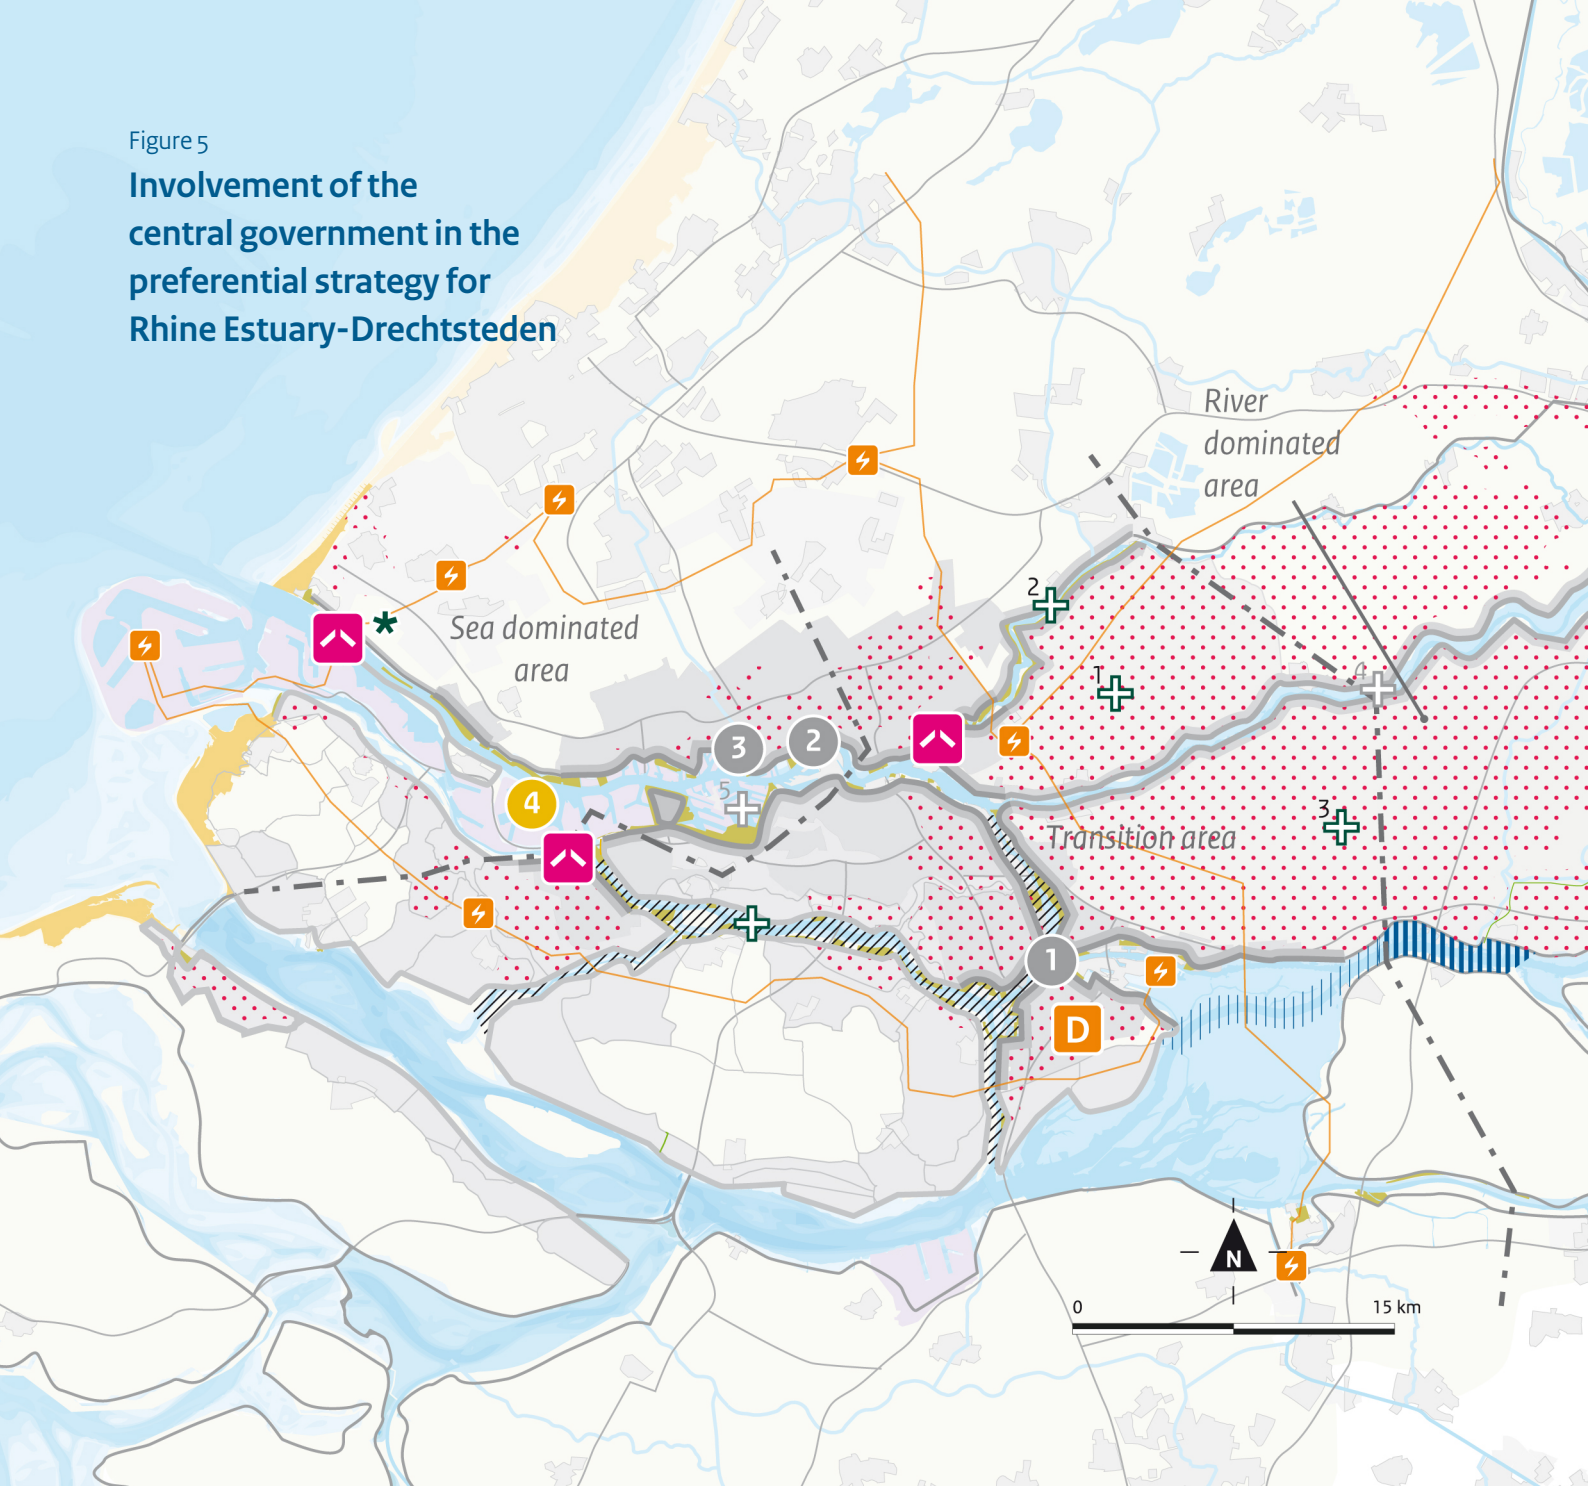 Figure 5
Involvement of the
central government in the
preferential strategy for
Rhine Estuary-Drechtsteden
River
dominated
area
2
Sea dominated
area
1
4
3
2
5
4
3
Transition area
1
D
N
0
15 km